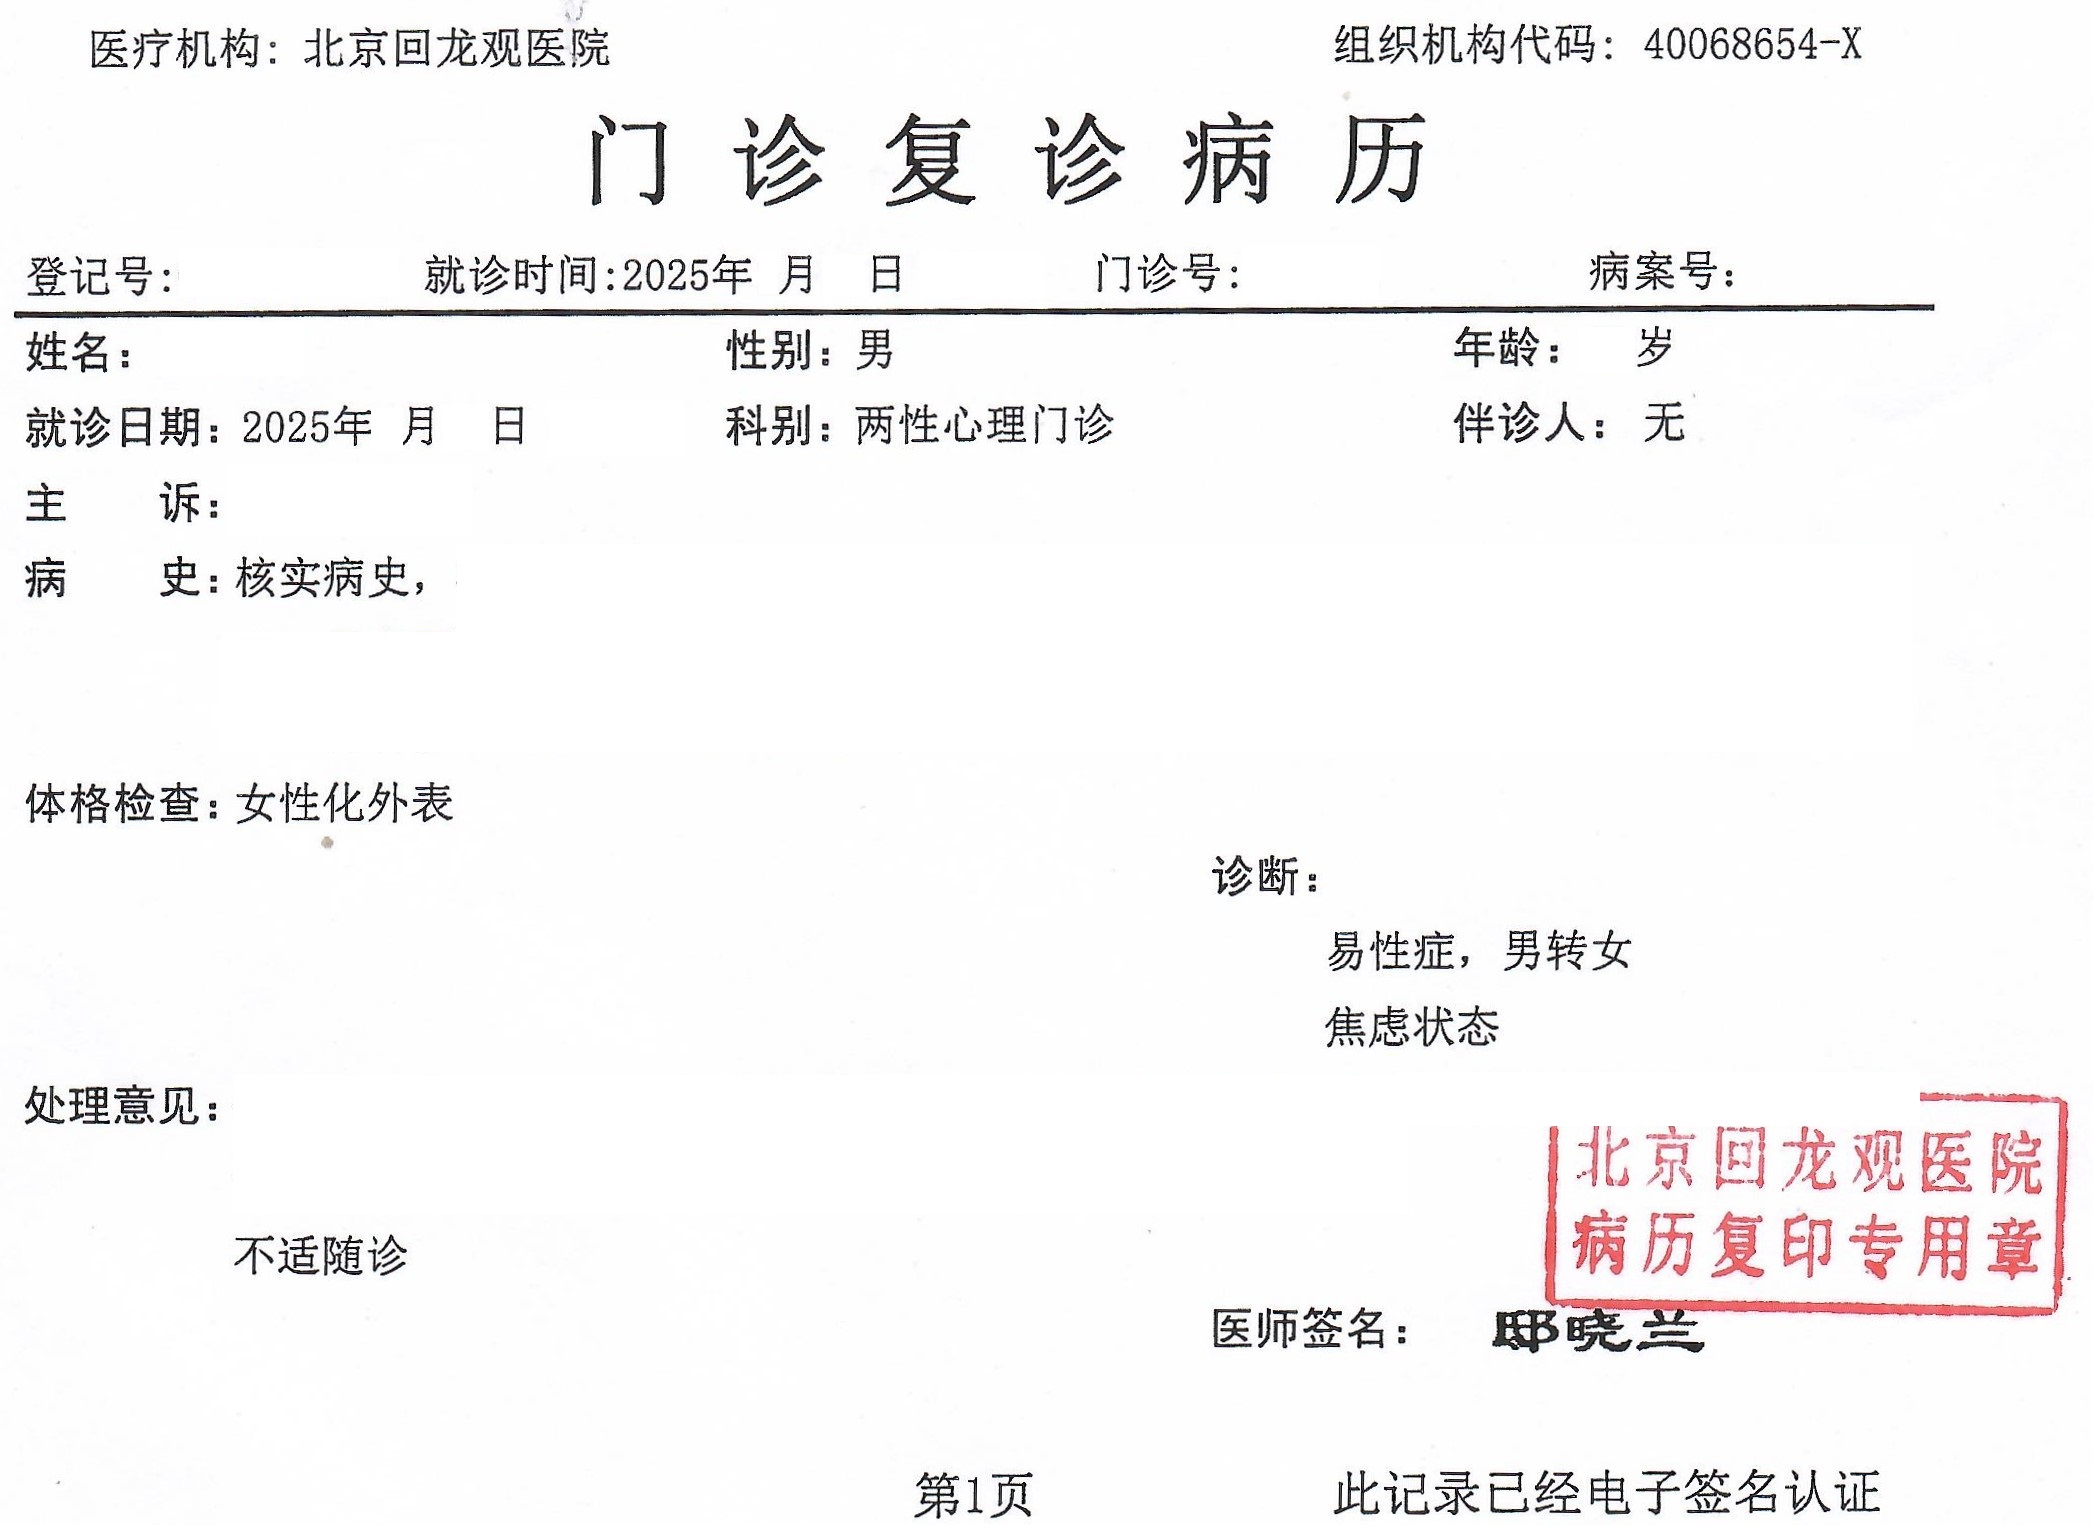 医疗机构: 北京回龙观医院 组织机构代码: 40068654-X
门诊复诊病历
登记号: 就诊时间:2025年 月 日 门诊号: 病案号:
姓名: 性别: 男 年龄: 岁
就诊日期: 2025年 月 日 科别: 两性心理门诊 伴诊人: 无
主 诉:
病 史: 核实病史,
体格检查: 女性化外表
诊断:
易性症, 男转女
焦虑状态
处理意见:
北京回龙观医院
病历复印专用章
不适随诊
医师签名: 邸晓兰
第1页 此记录已经电子签名认证